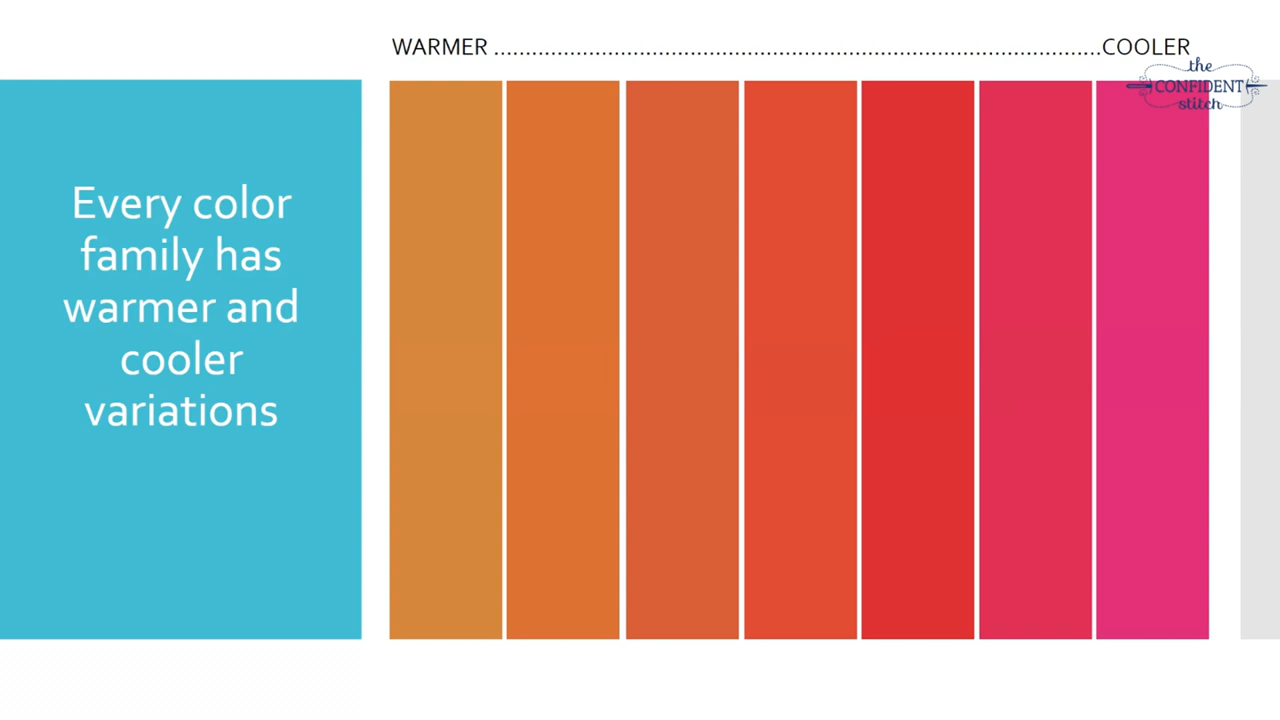 WARMER ……………………………………………………………………………COOLER
the
CONFIDENT
stitch
Every color
family has
warmer and
cooler
variations